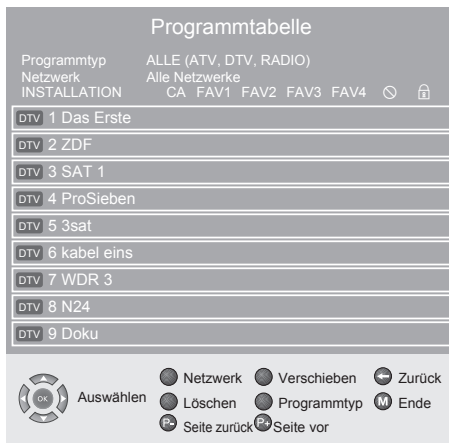 Programmtabelle
Programmtyp ALLE (ATV, DTV, RADIO)
Netzwerk Alle Netzwerke
INSTALLATION CA FAV1 FAV2 FAV3 FAV4
DTV 1 Das Erste
DTV 2 ZDF
DTV 3 SAT 1
DTV 4 ProSieben
DTV 5 3sat
DTV 6 kabel eins
DTV 7 WDR 3
DTV 8 N24
DTV 9 Doku
Netzwerk Verschieben Zurück
OK Auswählen
Löschen Programmtyp M Ende
P- Seite zurück P+ Seite vor